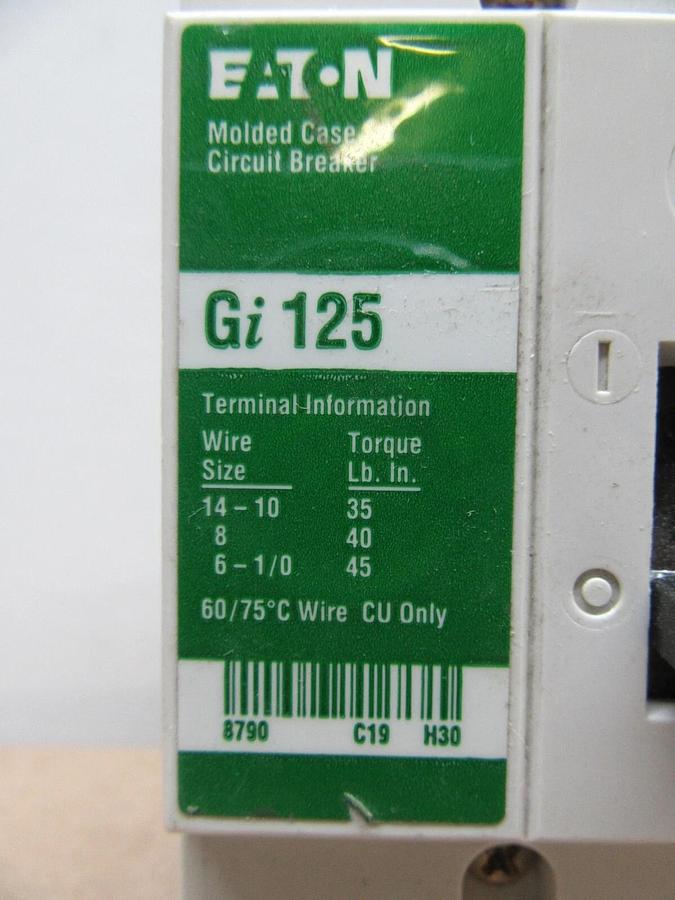 EATON
Molded Case
Circuit Breaker
Gi 125
Terminal Information
Wire Torque
Size Lb. In.
14 – 10 35
8 40
6 – 1/0 45
60/75°C Wire CU Only
8790 C19 H30